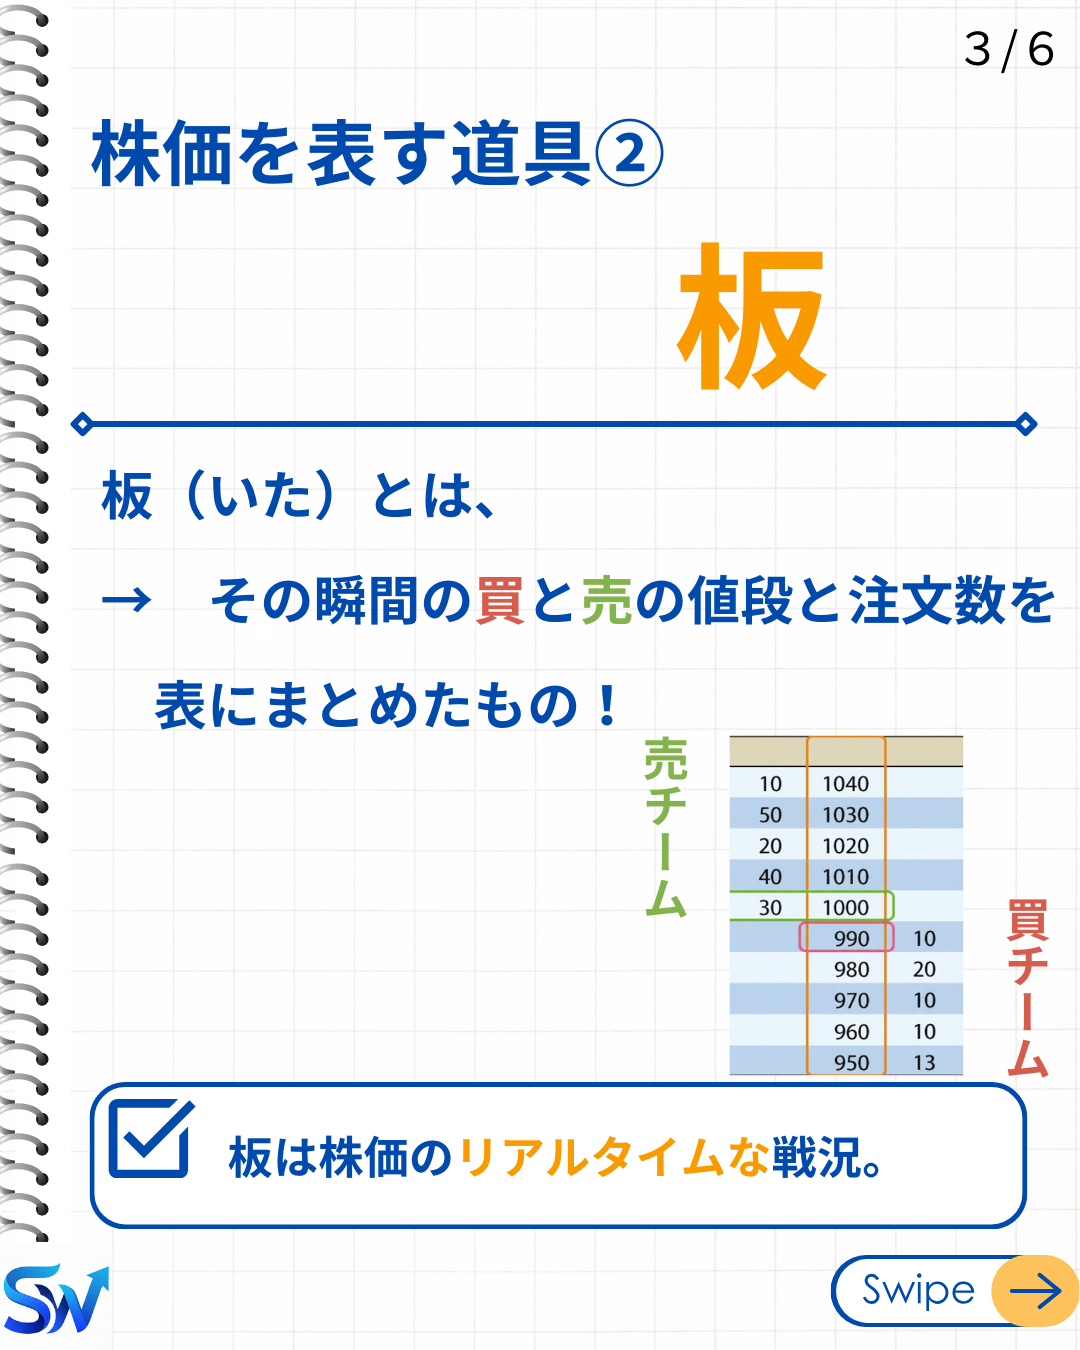 3/6
株価を表す道具②
板
板（いた）とは、
→　その瞬間の買と売の値段と注文数を
表にまとめたもの！
売チーム
10 1040
50 1030
20 1020
40 1010
30 1000
990 10
980 20
970 10
960 10
950 13
買チーム
板は株価のリアルタイムな戦況。
SW
Swipe